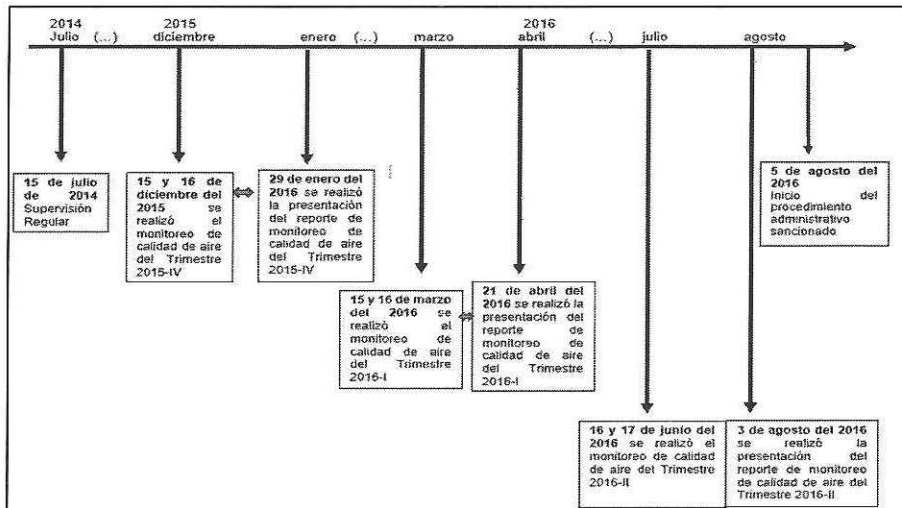 2014 2015 2016
Julio (...) diciembre enero (...) marzo abril (...) julio agosto
15 de julio
de 2014
Supervisión
Regular
15 y 16 de
diciembre del
2015 se
realizó el
monitoreo de
calidad de aire
del Trimestre
2015-IV
29 de enero del
2016 se realizó
la presentación
del reporte de
monitoreo de
calidad de aire
del Trimestre
2015-IV
15 y 16 de marzo
del 2016 se
realizó el
monitoreo de
calidad de aire
del Trimestre
2016-I
21 de abril del
2016 se realizó la
presentación del
reporte de
monitoreo de
calidad de aire
del Trimestre
2016-I
16 y 17 de junio del
2016 se realizó el
monitoreo de calidad
de aire del Trimestre
2016-II
3 de agosto del 2016
se realizó la
presentación del
reporte de monitoreo
de calidad de aire del
Trimestre 2016-II
5 de agosto del
2016
Inicio del
procedimiento
administrativo
sancionado